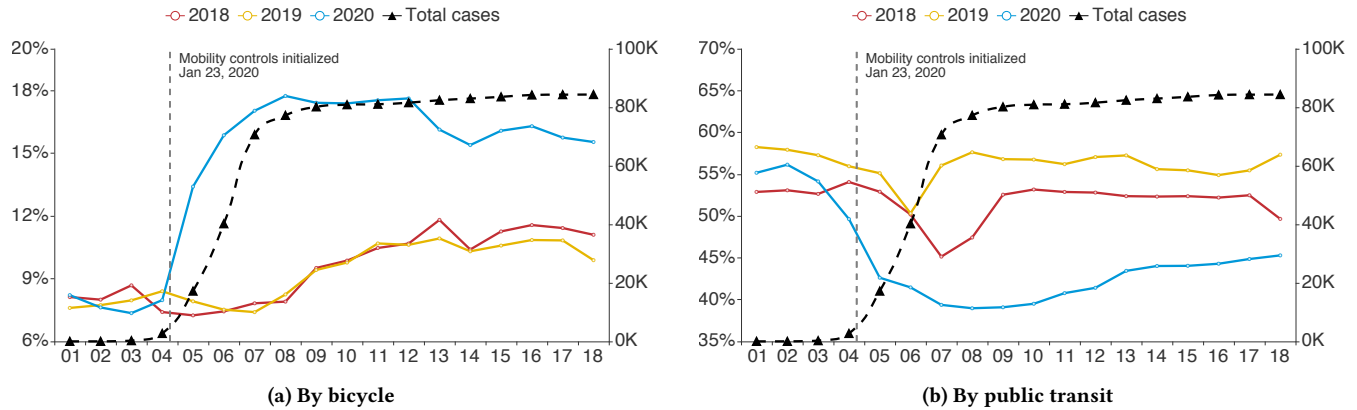 2018 2019 2020 Total cases
20% 100K
Mobility controls initialized
Jan 23, 2020
18% 80K
15% 60K
12% 40K
9% 20K
6% 0K
01 02 03 04 05 06 07 08 09 10 11 12 13 14 15 16 17 18
(a) By bicycle
2018 2019 2020 Total cases
70% 100K
Mobility controls initialized
Jan 23, 2020
65%
80K
60%
55% 60K
50%
40K
45%
40% 20K
35% 0K
01 02 03 04 05 06 07 08 09 10 11 12 13 14 15 16 17 18
(b) By public transit